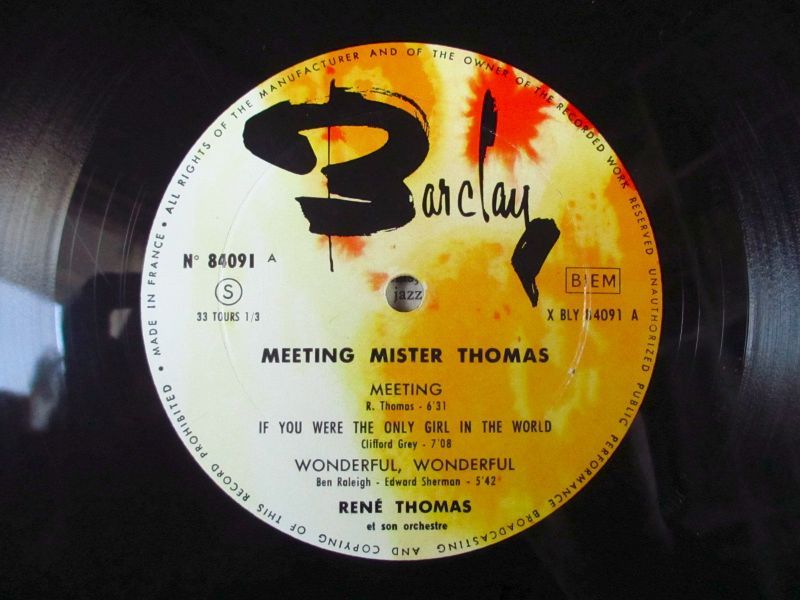 Barclay
N° 84091 A
S
33 TOURS 1/3
BIEM
X BLY 84091 A
jazz
MEETING MISTER THOMAS
MEETING
R. Thomas - 6'31
IF YOU WERE THE ONLY GIRL IN THE WORLD
Clifford Grey - 7'08
WONDERFUL, WONDERFUL
Ben Raleigh - Edward Sherman - 5'42
RENÉ THOMAS
et son orchestre
MADE IN FRANCE • ALL RIGHTS OF THE MANUFACTURER AND OF THE OWNER OF THE RECORDED WORK RESERVED UNAUTHORIZED PUBLIC PERFORMANCE BROADCASTING AND COPYING OF THIS RECORD PROHIBITED •